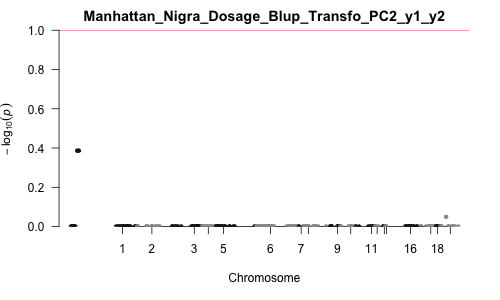 Manhattan_Nigra_Dosage_Blup_Transfo_PC2_y1_y2
− log10(p)
1.0
0.8
0.6
0.4
0.2
0.0
1 2 3 5 6 7 9 11 16 18
Chromosome